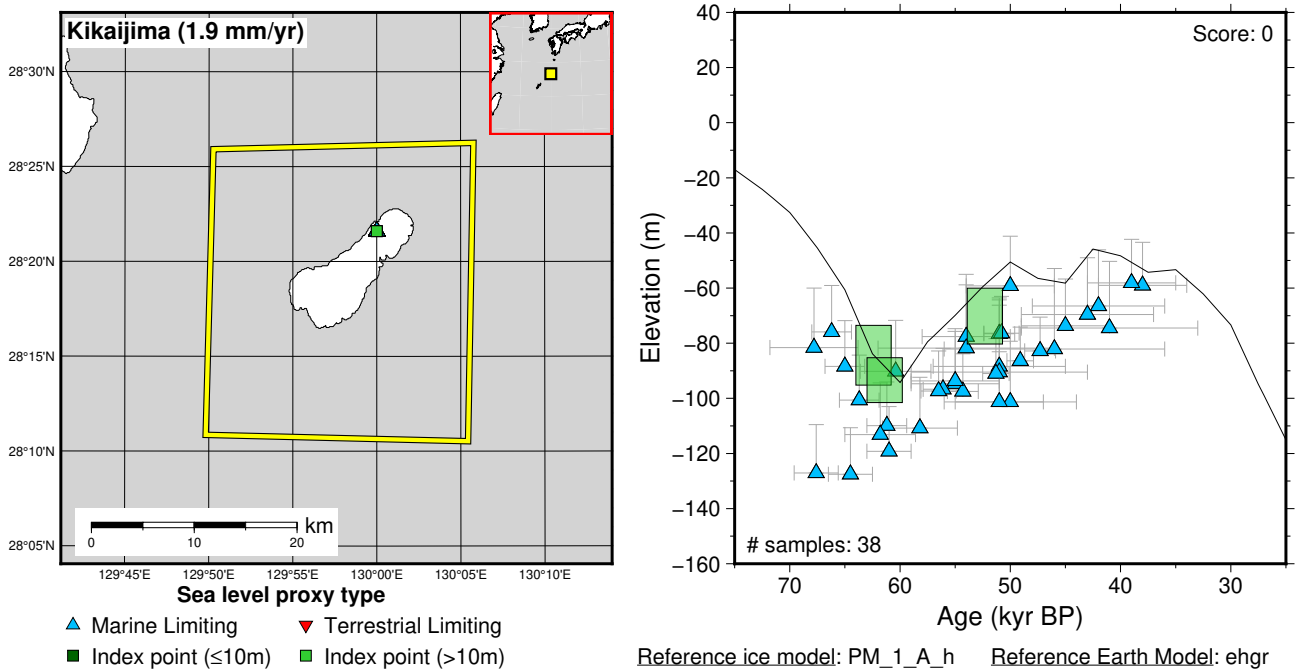 Kikaijima (1.9 mm/yr)
28°30'N
28°25'N
28°20'N
28°15'N
28°10'N
28°05'N
km
0 10 20
129°45'E 129°50'E 129°55'E 130°00'E 130°05'E 130°10'E
Sea level proxy type
Marine Limiting Terrestrial Limiting
Index point (≤10m) Index point (>10m)
Score: 0
40
20
0
−20
−40
−60
−80
−100
−120
−140
−160
Elevation (m)
# samples: 38
70 60 50 40 30
Age (kyr BP)
Reference ice model: PM_1_A_h Reference Earth Model: ehgr